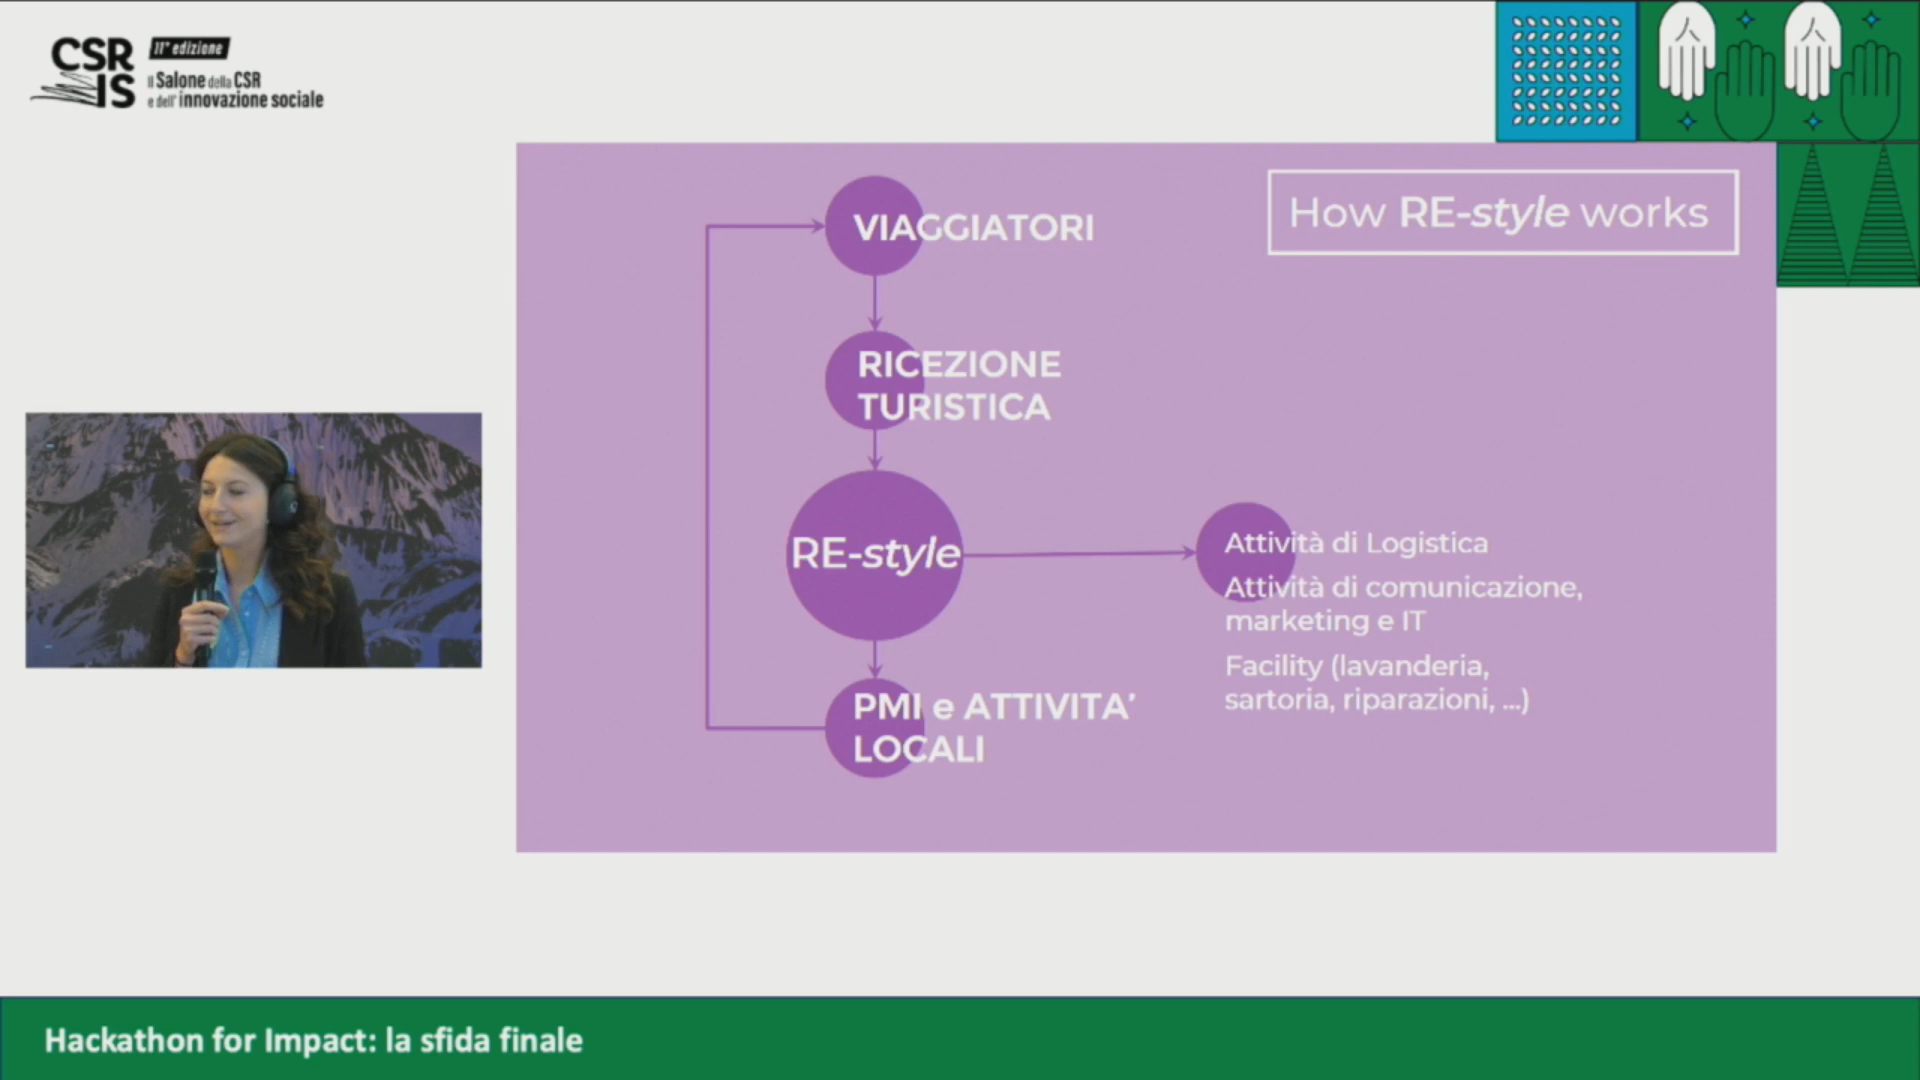 CSR
IS
11ª edizione
Il Salone della CSR
e dell'innovazione sociale
How RE-style works
VIAGGIATORI
RICEZIONE
TURISTICA
RE-style
Attività di Logistica
Attività di comunicazione,
marketing e IT
Facility (lavanderia,
sartoria, riparazioni, ...)
PMI e ATTIVITA'
LOCALI
Hackathon for Impact: la sfida finale